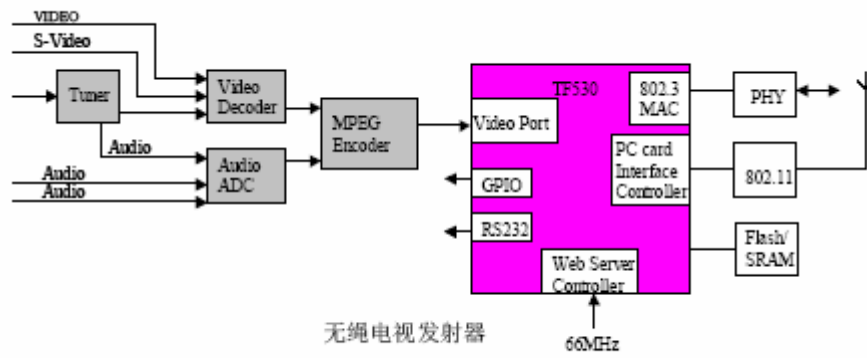 VIDEO
S-Video
Tuner
Video
Decoder
MPEG
Encoder
Audio
Audio
ADC
Audio
Audio
TF530
Video Port
GPIO
RS232
802.3
MAC
PC card
Interface
Controller
Web Server
Controller
PHY
802.11
Flash/
SRAM
66MHz
无绳电视发射器